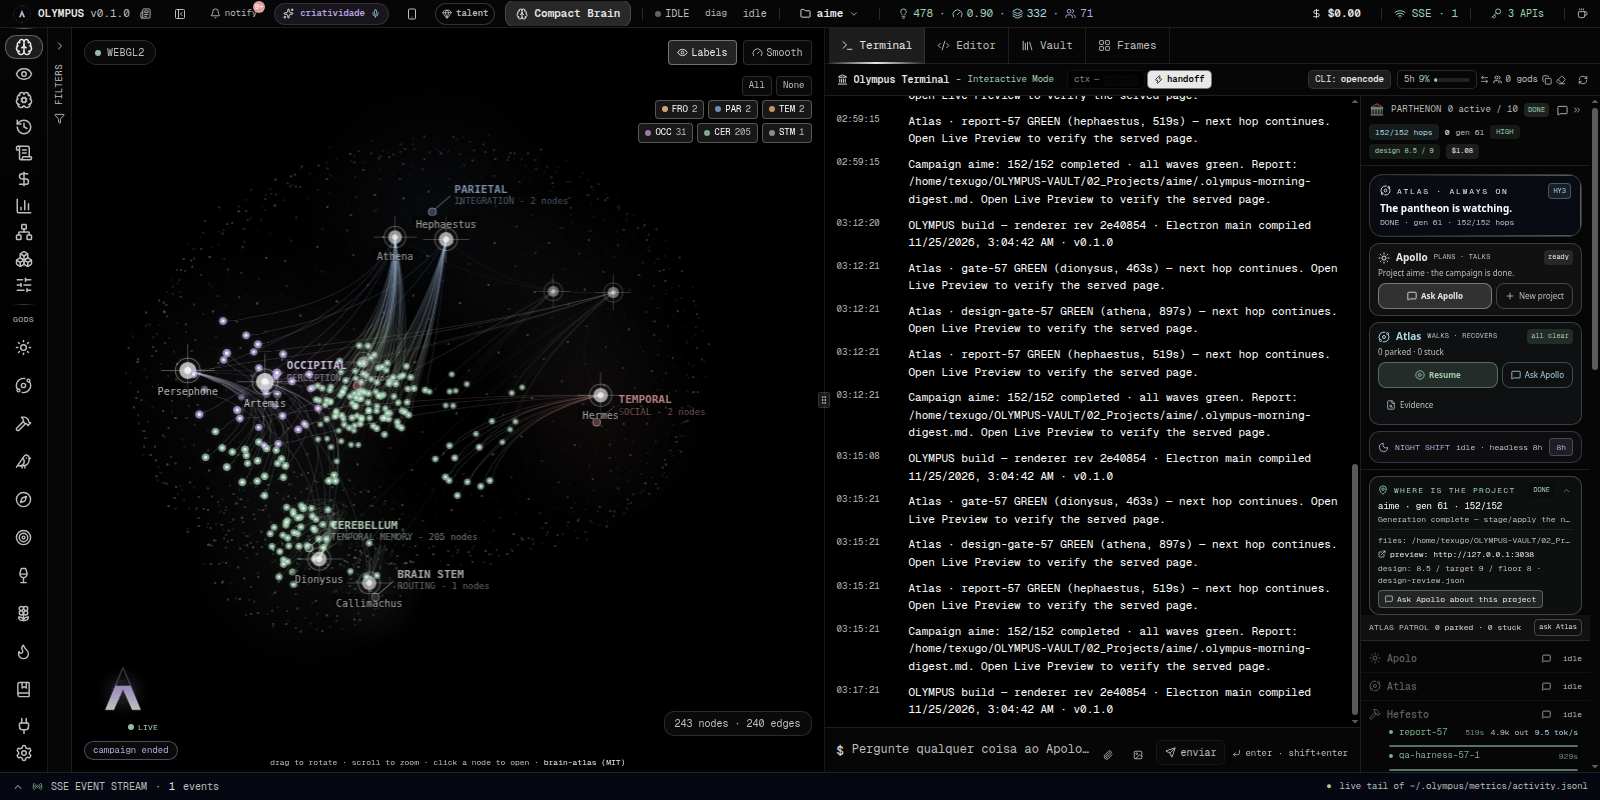 OLYMPUS v0.1.0
notify
9+
criatividade
talent
Compact Brain
IDLE
diag
idle
aime
478 · 0.90 · 332 · 71
$0.00
SSE · 1
3 APIs
FILTERS
GODS
WEBGL2
Labels
Smooth
All
None
FRO 2
PAR 2
TEM 2
OCC 31
CER 205
STM 1
PARIETAL
INTEGRATION - 2 nodes
Hephaestus
Athena
OCCIPITAL
Persephone
Artemis
TEMPORAL
SOCIAL - 2 nodes
Hermes
CEREBELLUM
TEMPORAL MEMORY - 205 nodes
Dionysus
BRAIN STEM
ROUTING - 1 nodes
Callimachus
LIVE
campaign ended
243 nodes · 240 edges
drag to rotate · scroll to zoom · click a node to open · brain-atlas (MIT)
Terminal
Editor
Vault
Frames
Olympus Terminal - Interactive Mode
ctx —
handoff
CLI: opencode
5h 9%
0 gods
Open Live Preview to verify the served page.
02:59:15
Atlas · report-57 GREEN (hephaestus, 519s) — next hop continues.
Open Live Preview to verify the served page.
02:59:15
Campaign aime: 152/152 completed · all waves green. Report:
/home/texugo/OLYMPUS-VAULT/02_Projects/aime/.olympus-morning-
digest.md. Open Live Preview to verify the served page.
03:12:20
OLYMPUS build — renderer rev 2e40854 · Electron main compiled
11/25/2026, 3:04:42 AM · v0.1.0
03:12:21
Atlas · gate-57 GREEN (dionysus, 463s) — next hop continues. Open
Live Preview to verify the served page.
03:12:21
Atlas · design-gate-57 GREEN (athena, 897s) — next hop continues.
Open Live Preview to verify the served page.
03:12:21
Atlas · report-57 GREEN (hephaestus, 519s) — next hop continues.
Open Live Preview to verify the served page.
03:12:21
Campaign aime: 152/152 completed · all waves green. Report:
/home/texugo/OLYMPUS-VAULT/02_Projects/aime/.olympus-morning-
digest.md. Open Live Preview to verify the served page.
03:15:08
OLYMPUS build — renderer rev 2e40854 · Electron main compiled
11/25/2026, 3:04:42 AM · v0.1.0
03:15:21
Atlas · gate-57 GREEN (dionysus, 463s) — next hop continues. Open
Live Preview to verify the served page.
03:15:21
Atlas · design-gate-57 GREEN (athena, 897s) — next hop continues.
Open Live Preview to verify the served page.
03:15:21
Atlas · report-57 GREEN (hephaestus, 519s) — next hop continues.
Open Live Preview to verify the served page.
03:15:21
Campaign aime: 152/152 completed · all waves green. Report:
/home/texugo/OLYMPUS-VAULT/02_Projects/aime/.olympus-morning-
digest.md. Open Live Preview to verify the served page.
03:17:21
OLYMPUS build — renderer rev 2e40854 · Electron main compiled
11/25/2026, 3:04:42 AM · v0.1.0
$ Pergunte qualquer coisa ao Apolo…
enviar
enter · shift+enter
PARTHENON 0 active / 10
DONE
152/152 hops
0 gen 61
HIGH
design 8.5 / 9
$1.08
ATLAS · ALWAYS ON
HY3
The pantheon is watching.
DONE · gen 61 · 152/152 hops
Apollo PLANS · TALKS
ready
Project aime · the campaign is done.
Ask Apollo
New project
Atlas WALKS · RECOVERS
all clear
0 parked · 0 stuck
Resume
Ask Apollo
Evidence
NIGHT SHIFT idle · headless 8h
8h
WHERE IS THE PROJECT
DONE
aime · gen 61 · 152/152
Generation complete — stage/apply the n…
files: /home/texugo/OLYMPUS-VAULT/02_Pr…
preview: http://127.0.0.1:3038
design: 8.5 / target 9 / floor 8 ·
design-review.json
Ask Apollo about this project
ATLAS PATROL 0 parked · 0 stuck
ask Atlas
Apolo
idle
Atlas
idle
Hefesto
idle
report-57
519s 4.9k out 9.5 tok/s
qa-harness-57-1
929s
SSE EVENT STREAM · 1 events
live tail of ~/.olympus/metrics/activity.jsonl